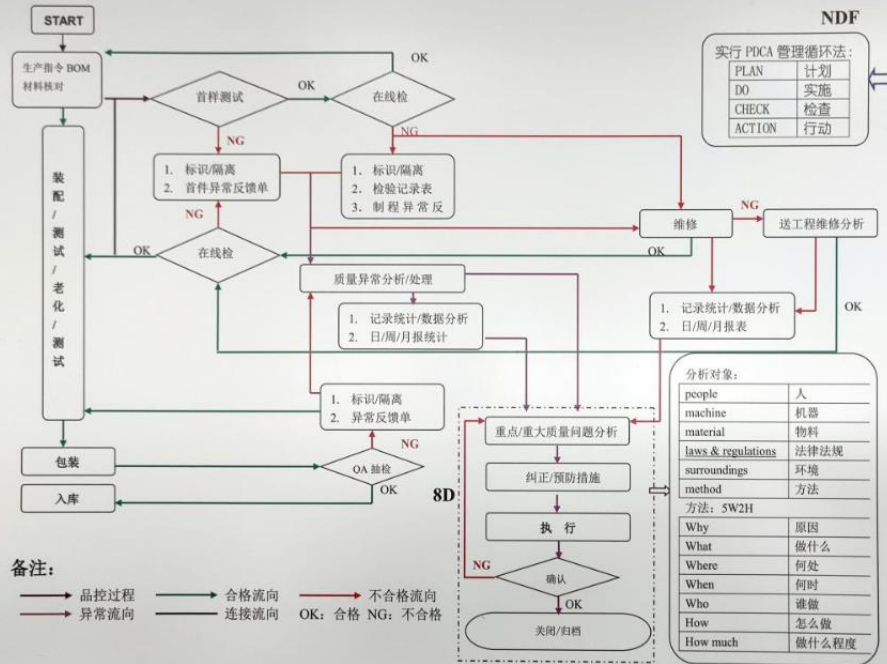 START
NDF
生产指令 BOM
材料核对
首样测试
OK
在线检
OK
实行 PDCA 管理循环法:
PLAN 计划
DO 实施
CHECK 检查
ACTION 行动
NG
NG
1. 标识/隔离
2. 首件异常反馈单
1. 标识/隔离
2. 检验记录表
3. 制程异常反
装配/测试/老化/测试
NG
在线检
OK
维修
NG
送工程维修分析
OK
OK
质量异常分析/处理
1. 记录统计/数据分析
2. 日/周/月报统计
1. 记录统计/数据分析
2. 日/周/月报表
1. 标识/隔离
2. 异常反馈单
NG
包装
OA 抽检
OK
入库
8D
重点/重大质量问题分析
纠正/预防措施
执 行
NG
确认
OK
关闭/归档
分析对象:
people 人
machine 机器
material 物料
laws & regulations 法律法规
surroundings 环境
method 方法
方法: 5W2H
Why 原因
What 做什么
Where 何处
When 何时
Who 谁做
How 怎么做
How much 做什么程度
备注:
品控过程 合格流向 不合格流向
异常流向 连接流向 OK: 合格 NG: 不合格